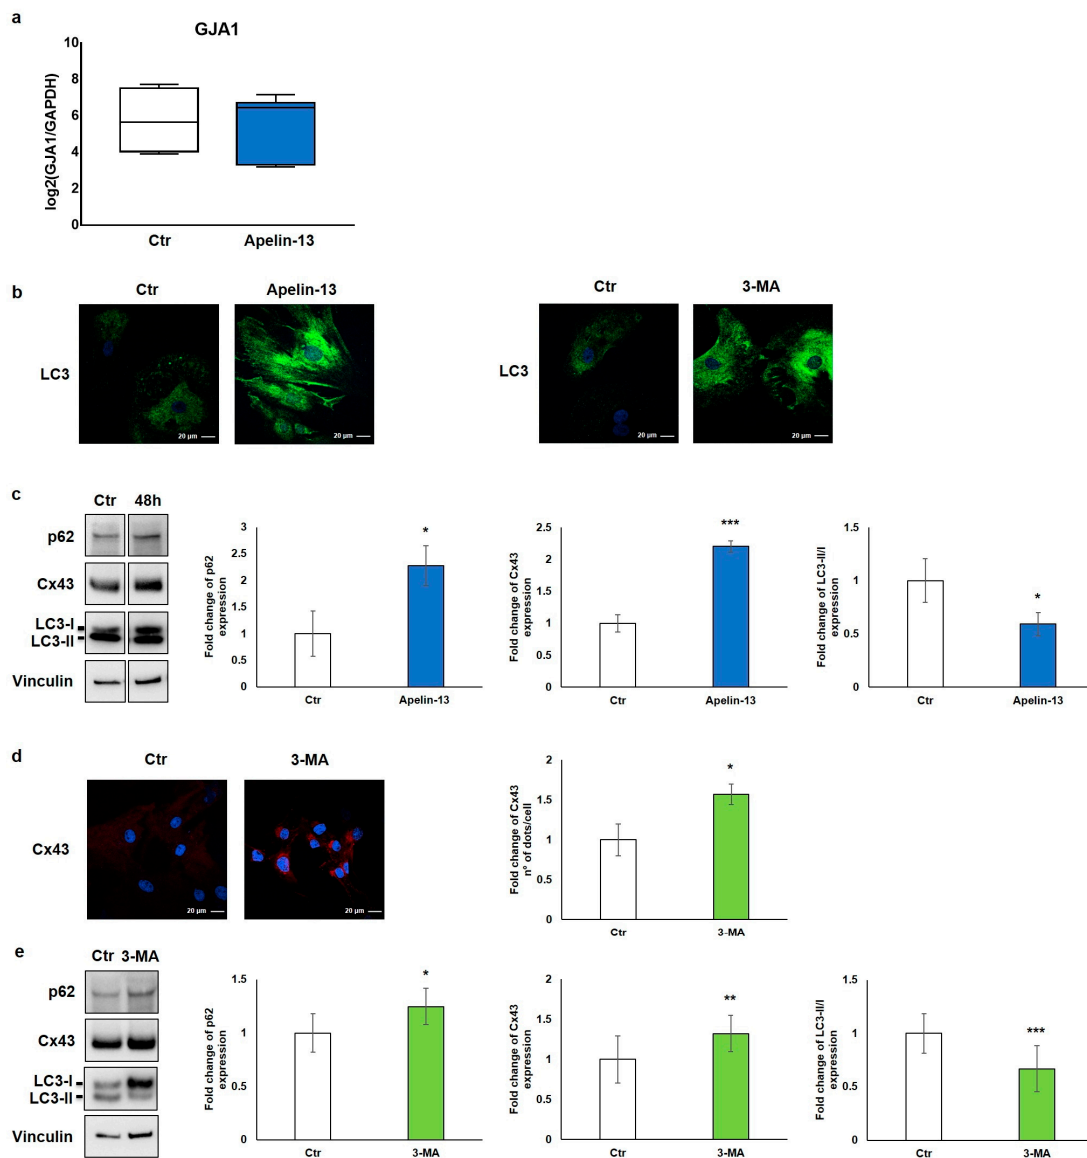 a
GJA1
log2(GJA1/GAPDH)
10
8
6
4
2
0
Ctr
Apelin-13
b
Ctr
Apelin-13
Ctr
3-MA
LC3
20 µm
20 µm
LC3
20 µm
20 µm
c
Ctr
48h
p62
Cx43
LC3-I
LC3-II
Vinculin
Fold change of p62
expression
3
2.5
2
1.5
1
0.5
0
Ctr
Apelin-13
*
Fold change of Cx43
expression
2.5
2
1.5
1
0.5
0
Ctr
Apelin-13
***
Fold change of LC3-II/I
expression
1.5
1
0.5
0
Ctr
Apelin-13
*
d
Ctr
3-MA
Cx43
20 µm
20 µm
Fold change of Cx43
nº of dots/cell
2
1.5
1
0.5
0
Ctr
3-MA
*
e
Ctr 3-MA
p62
Cx43
LC3-I
LC3-II
Vinculin
Fold change of p62
expression
1.5
1
0.5
0
Ctr
3-MA
*
Fold change of Cx43
expression
2
1.5
1
0.5
0
Ctr
3-MA
**
Fold change of LC3-II/I
expression
1.5
1
0.5
0
Ctr
3-MA
***